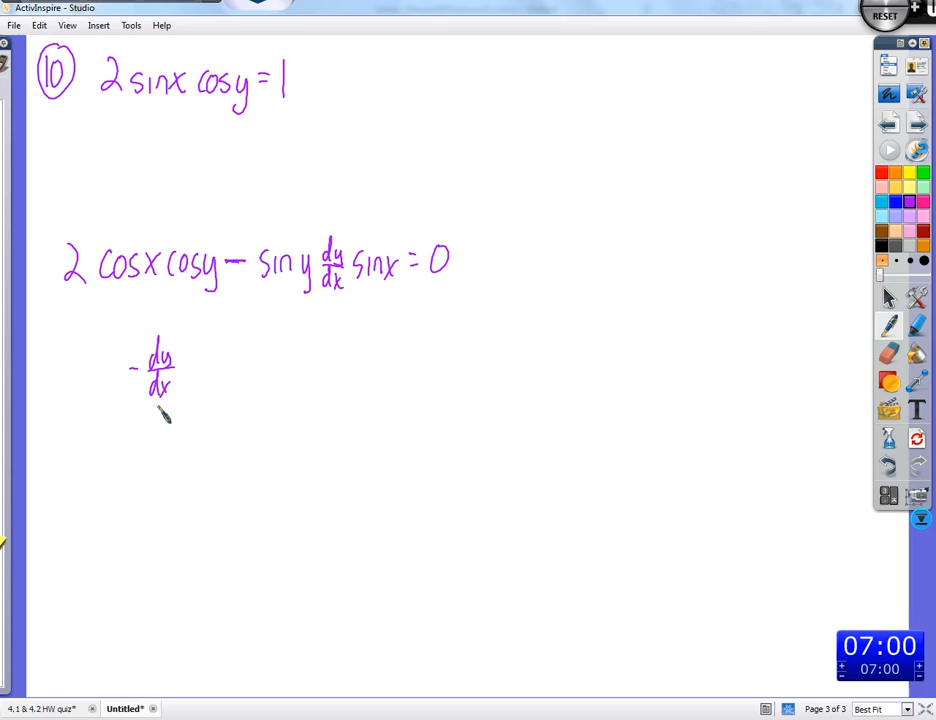 ActivInspire - Studio
RESET
File Edit View Insert Tools Help
10 2 sinx cosy = 1
2 cosx cosy - sin y dy/dx sinx = 0
- dy/dx
07:00
07:00
4.1 & 4.2 HW quiz* Untitled* Page 3 of 3 Best Fit